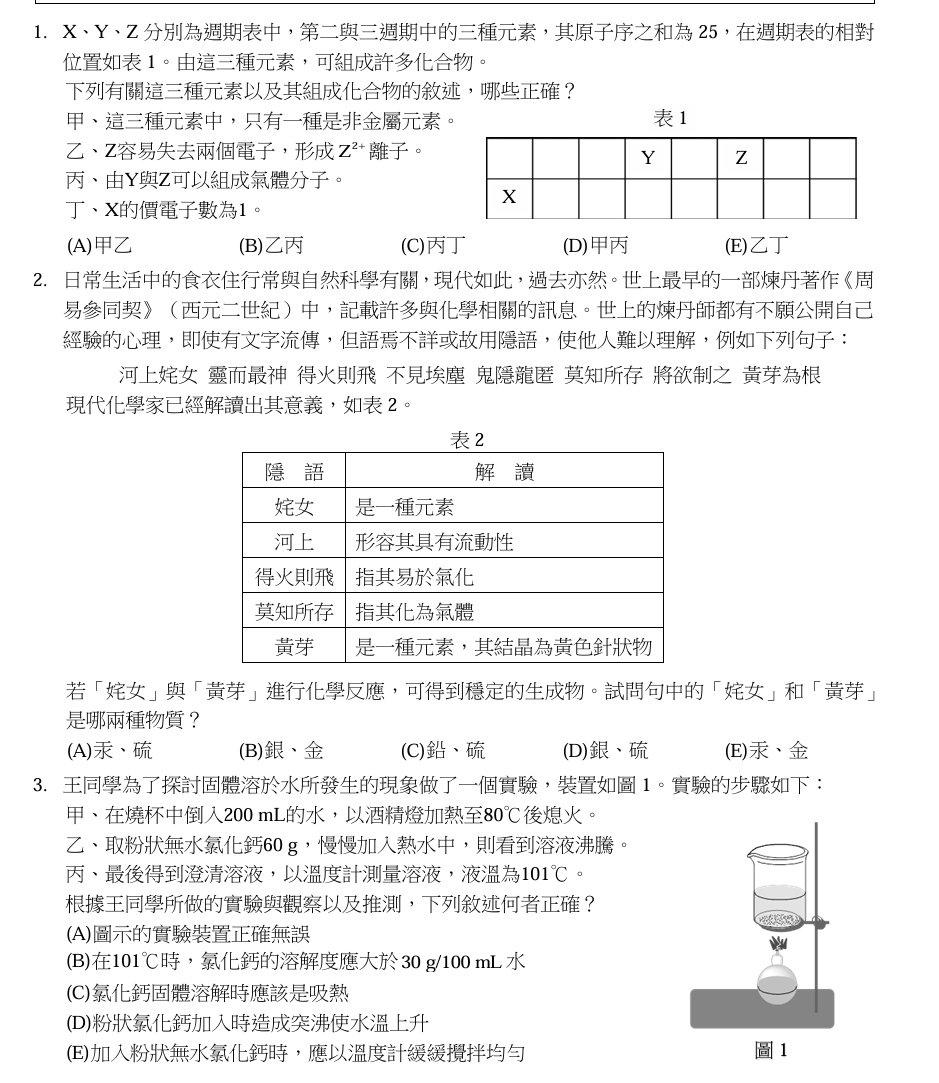 1. X、Y、Z 分別為週期表中，第二與三週期中的三種元素，其原子序之和為 25，在週期表的相對
位置如表 1。由這三種元素，可組成許多化合物。
下列有關這三種元素以及其組成化合物的敘述，哪些正確？
甲、這三種元素中，只有一種是非金屬元素。
乙、Z容易失去兩個電子，形成 Z²⁺ 離子。
丙、由Y與Z可以組成氣體分子。
丁、X的價電子數為1。
表 1
Y Z
X
(A)甲乙 (B)乙丙 (C)丙丁 (D)甲丙 (E)乙丁
2. 日常生活中的食衣住行常與自然科學有關，現代如此，過去亦然。世上最早的一部煉丹著作《周
易參同契》（西元二世紀）中，記載許多與化學相關的訊息。世上的煉丹師都有不願公開自己
經驗的心理，即使有文字流傳，但語焉不詳或故用隱語，使他人難以理解，例如下列句子：
河上姹女 靈而最神 得火則飛 不見埃塵 鬼隱龍匿 莫知所存 將欲制之 黃芽為根
現代化學家已經解讀出其意義，如表 2。
表 2
隱 語 解 讀
姹女 是一種元素
河上 形容其具有流動性
得火則飛 指其易於氣化
莫知所存 指其化為氣體
黃芽 是一種元素，其結晶為黃色針狀物
若「姹女」與「黃芽」進行化學反應，可得到穩定的生成物。試問句中的「姹女」和「黃芽」
是哪兩種物質？
(A)汞、硫 (B)銀、金 (C)鉛、硫 (D)銀、硫 (E)汞、金
3. 王同學為了探討固體溶於水所發生的現象做了一個實驗，裝置如圖 1。實驗的步驟如下：
甲、在燒杯中倒入200 mL的水，以酒精燈加熱至80℃後熄火。
乙、取粉狀無水氯化鈣60 g，慢慢加入熱水中，則看到溶液沸騰。
丙、最後得到澄清溶液，以溫度計測量溶液，液溫為101℃。
根據王同學所做的實驗與觀察以及推測，下列敘述何者正確？
(A)圖示的實驗裝置正確無誤
(B)在101℃時，氯化鈣的溶解度應大於 30 g/100 mL 水
(C)氯化鈣固體溶解時應該是吸熱
(D)粉狀氯化鈣加入時造成突沸使水溫上升
(E)加入粉狀無水氯化鈣時，應以溫度計緩緩攪拌均勻
圖 1